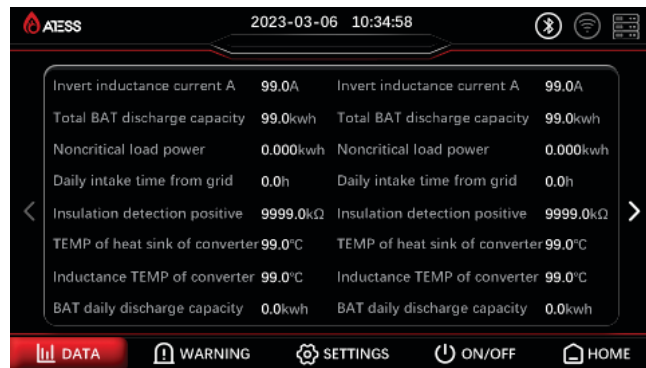 ATESS 2023-03-06 10:34:58
Invert inductance current A 99.0A Invert inductance current A 99.0A
Total BAT discharge capacity 99.0kwh Total BAT discharge capacity 99.0kwh
Noncritical load power 0.000kwh Noncritical load power 0.000kwh
Daily intake time from grid 0.0h Daily intake time from grid 0.0h
Insulation detection positive 9999.0kΩ Insulation detection positive 9999.0kΩ
TEMP of heat sink of converter 99.0℃ TEMP of heat sink of converter 99.0℃
Inductance TEMP of converter 99.0℃ Inductance TEMP of converter 99.0℃
BAT daily discharge capacity 0.0kwh BAT daily discharge capacity 0.0kwh
DATA WARNING SETTINGS ON/OFF HOME